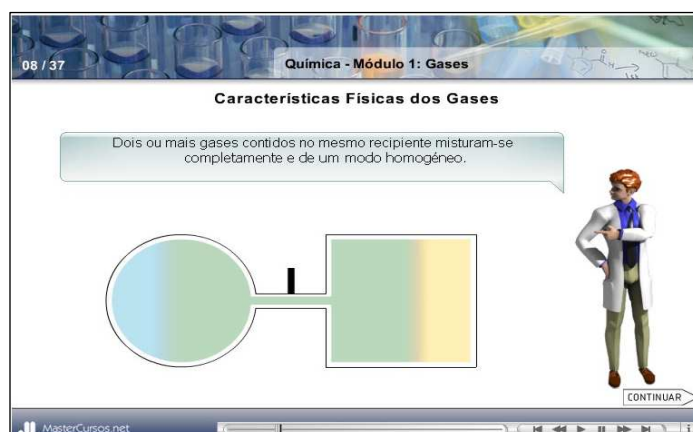 08 / 37
Química - Módulo 1: Gases
Características Físicas dos Gases
Dois ou mais gases contidos no mesmo recipiente misturam-se
completamente e de um modo homogéneo.
CONTINUAR
MasterCursos.net
i